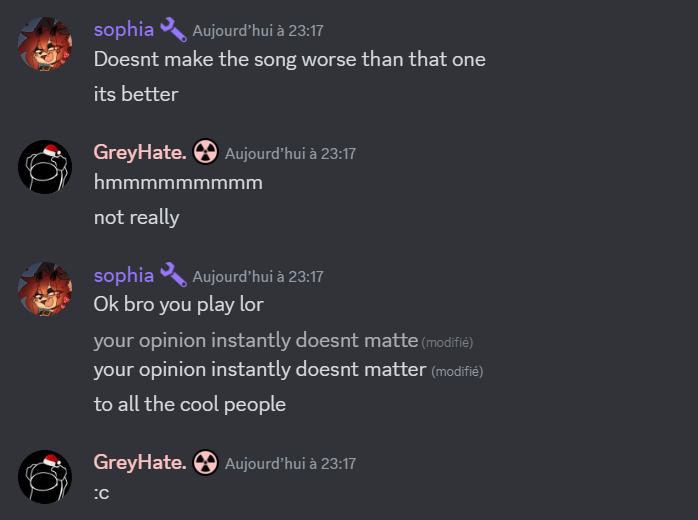 sophia Aujourd'hui à 23:17
Doesnt make the song worse than that one
its better
GreyHate. Aujourd'hui à 23:17
hmmmmmmmmm
not really
sophia Aujourd'hui à 23:17
Ok bro you play lor
your opinion instantly doesnt matte (modifié)
your opinion instantly doesnt matter (modifié)
to all the cool people
GreyHate. Aujourd'hui à 23:17
:c